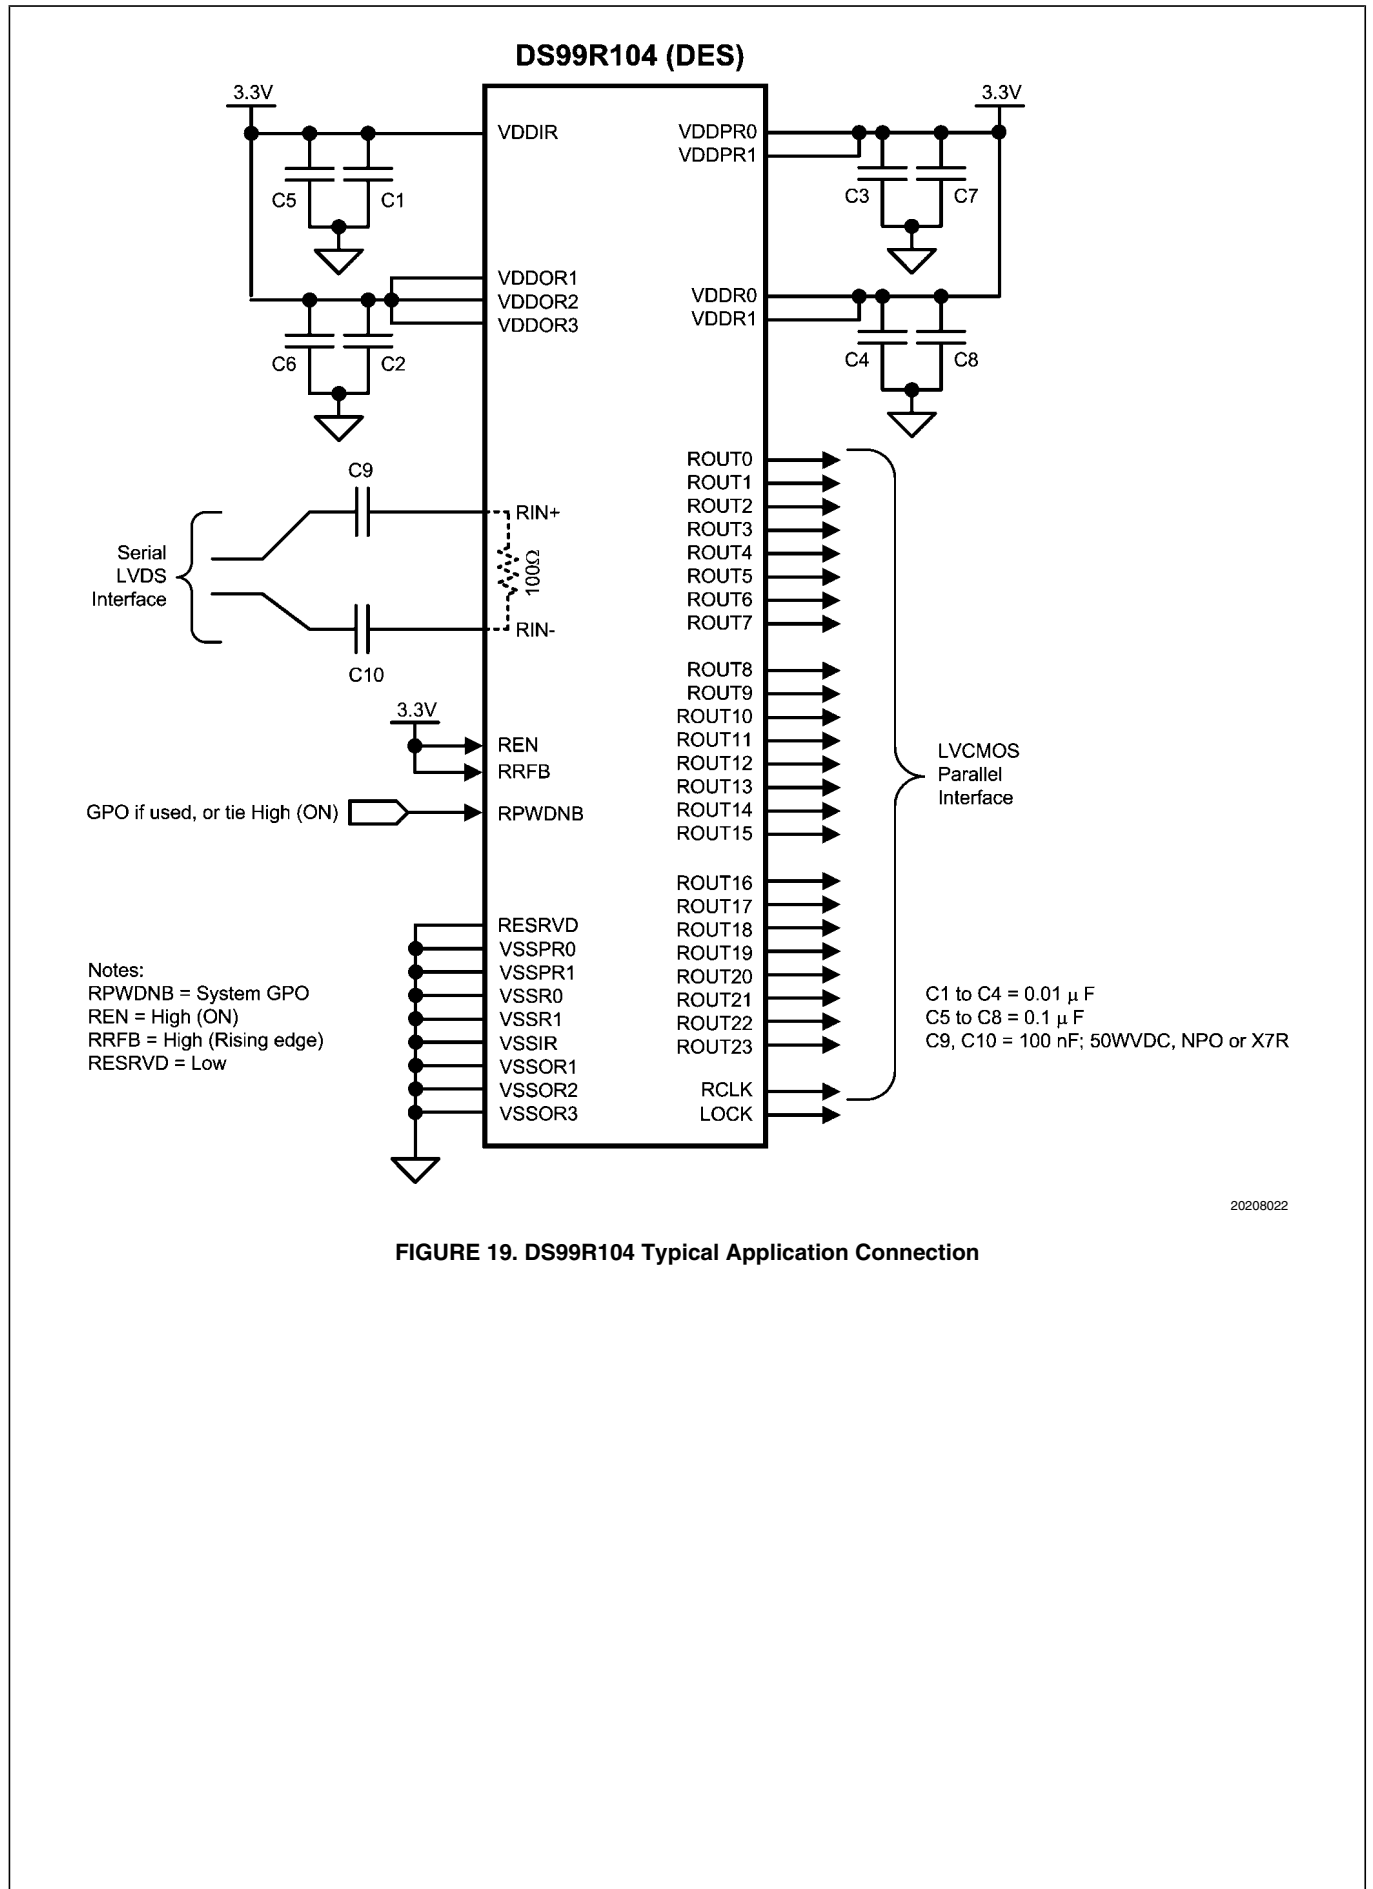 DS99R104 (DES)
3.3V
3.3V
VDDIR
VDDPR0
VDDPR1
C5
C1
C3
C7
VDDOR1
VDDOR2
VDDOR3
VDDR0
VDDR1
C6
C2
C4
C8
C9
RIN+
100Ω
RIN-
C10
Serial
LVDS
Interface
3.3V
REN
RRFB
GPO if used, or tie High (ON)
RPWDNB
RESRVD
VSSPR0
VSSPR1
VSSR0
VSSR1
VSSIR
VSSOR1
VSSOR2
VSSOR3
Notes:
RPWDNB = System GPO
REN = High (ON)
RRFB = High (Rising edge)
RESRVD = Low
ROUT0
ROUT1
ROUT2
ROUT3
ROUT4
ROUT5
ROUT6
ROUT7
ROUT8
ROUT9
ROUT10
ROUT11
ROUT12
ROUT13
ROUT14
ROUT15
ROUT16
ROUT17
ROUT18
ROUT19
ROUT20
ROUT21
ROUT22
ROUT23
RCLK
LOCK
LVCMOS
Parallel
Interface
C1 to C4 = 0.01 μ F
C5 to C8 = 0.1 μ F
C9, C10 = 100 nF; 50WVDC, NPO or X7R
20208022
FIGURE 19. DS99R104 Typical Application Connection